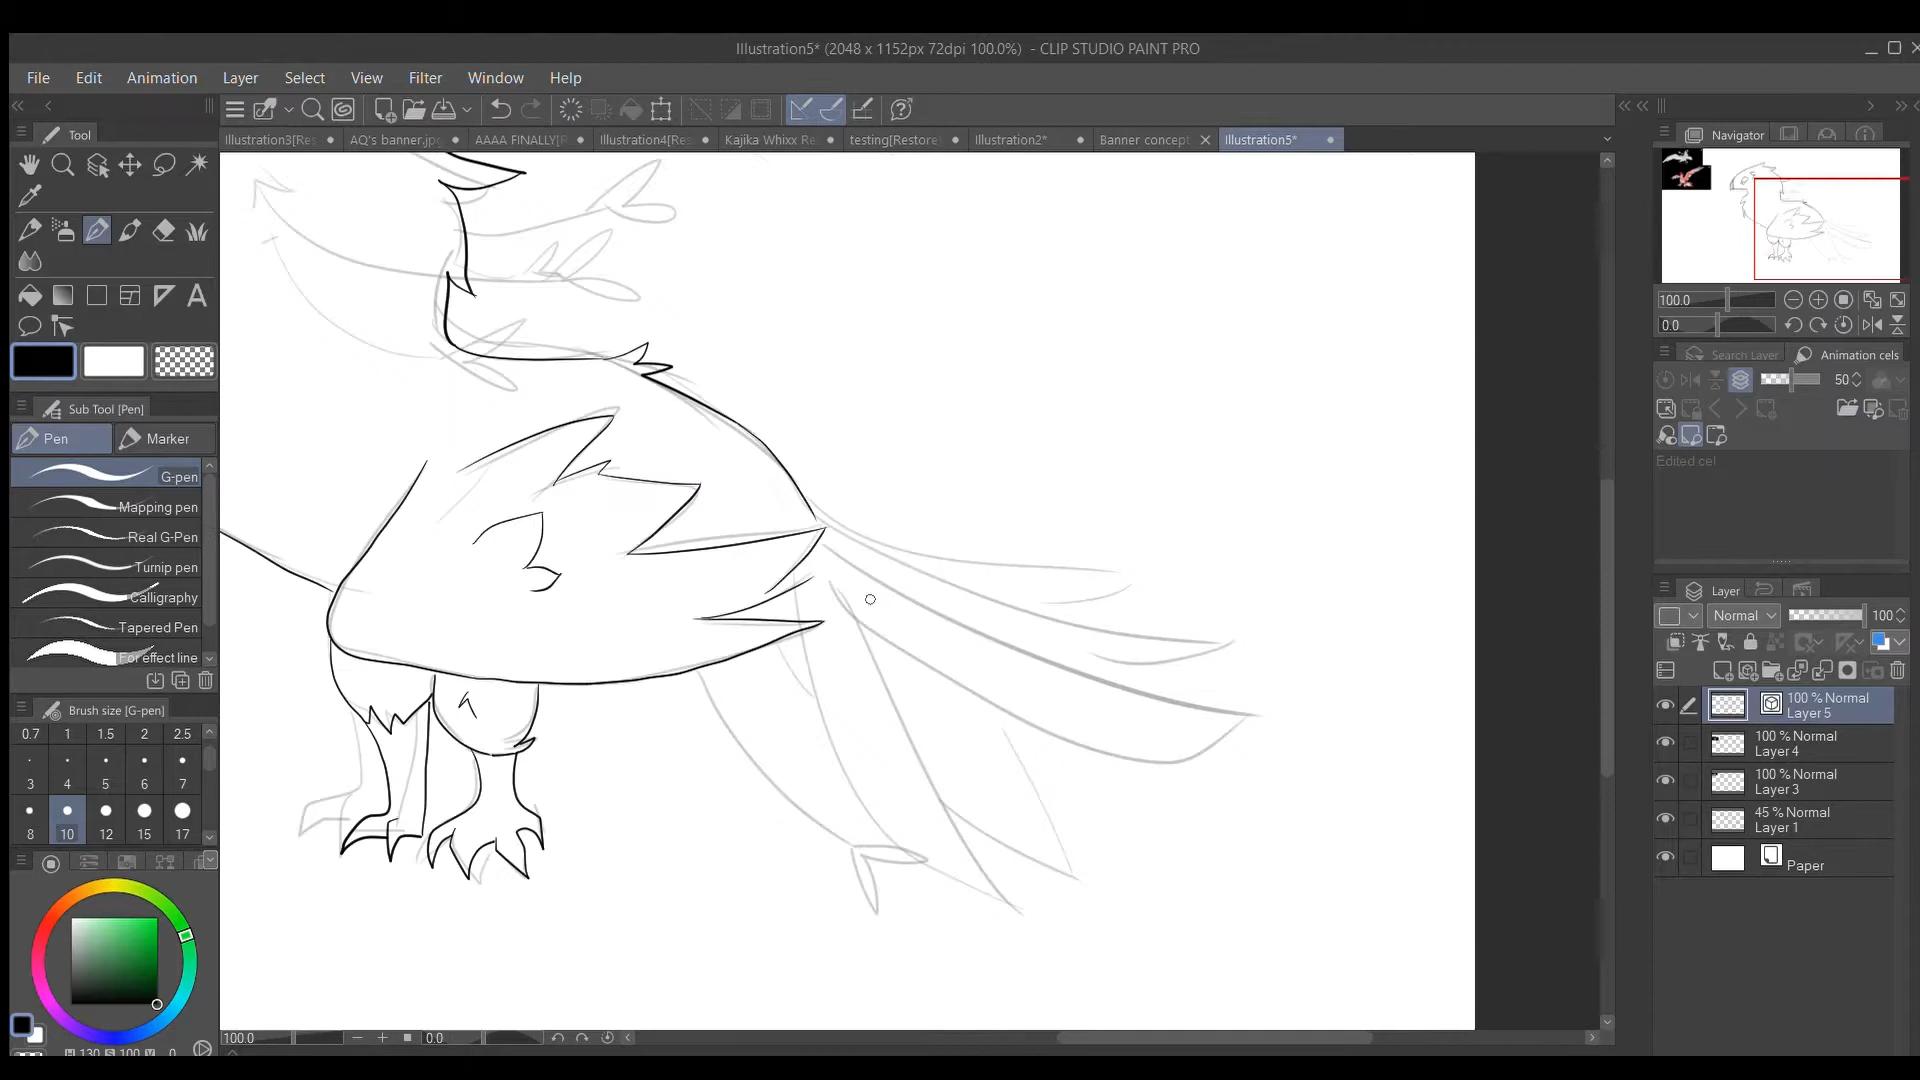 Illustration5* (2048 x 1152px 72dpi 100.0%) - CLIP STUDIO PAINT PRO
File Edit Animation Layer Select View Filter Window Help
Tool
Illustration3[Res AQ's banner.jpg AAAA FINALLY[R Illustration4[Res Kajika Whixx Re testing[Restore Illustration2* Banner concept Illustration5*
Navigator
100.0
0.0
Search Layer Animation cels
50
Edited cel
Sub Tool [Pen]
Pen Marker
G-pen
Mapping pen
Real G-Pen
Turnip pen
Calligraphy
Tapered Pen
For effect line
Brush size [G-pen]
0.7 1 1.5 2 2.5
3 4 5 6 7
8 10 12 15 17
Layer
Normal 100
100 % Normal
Layer 5
100 % Normal
Layer 4
100 % Normal
Layer 3
45 % Normal
Layer 1
Paper
100.0 0.0
H 130 S 100 V 0